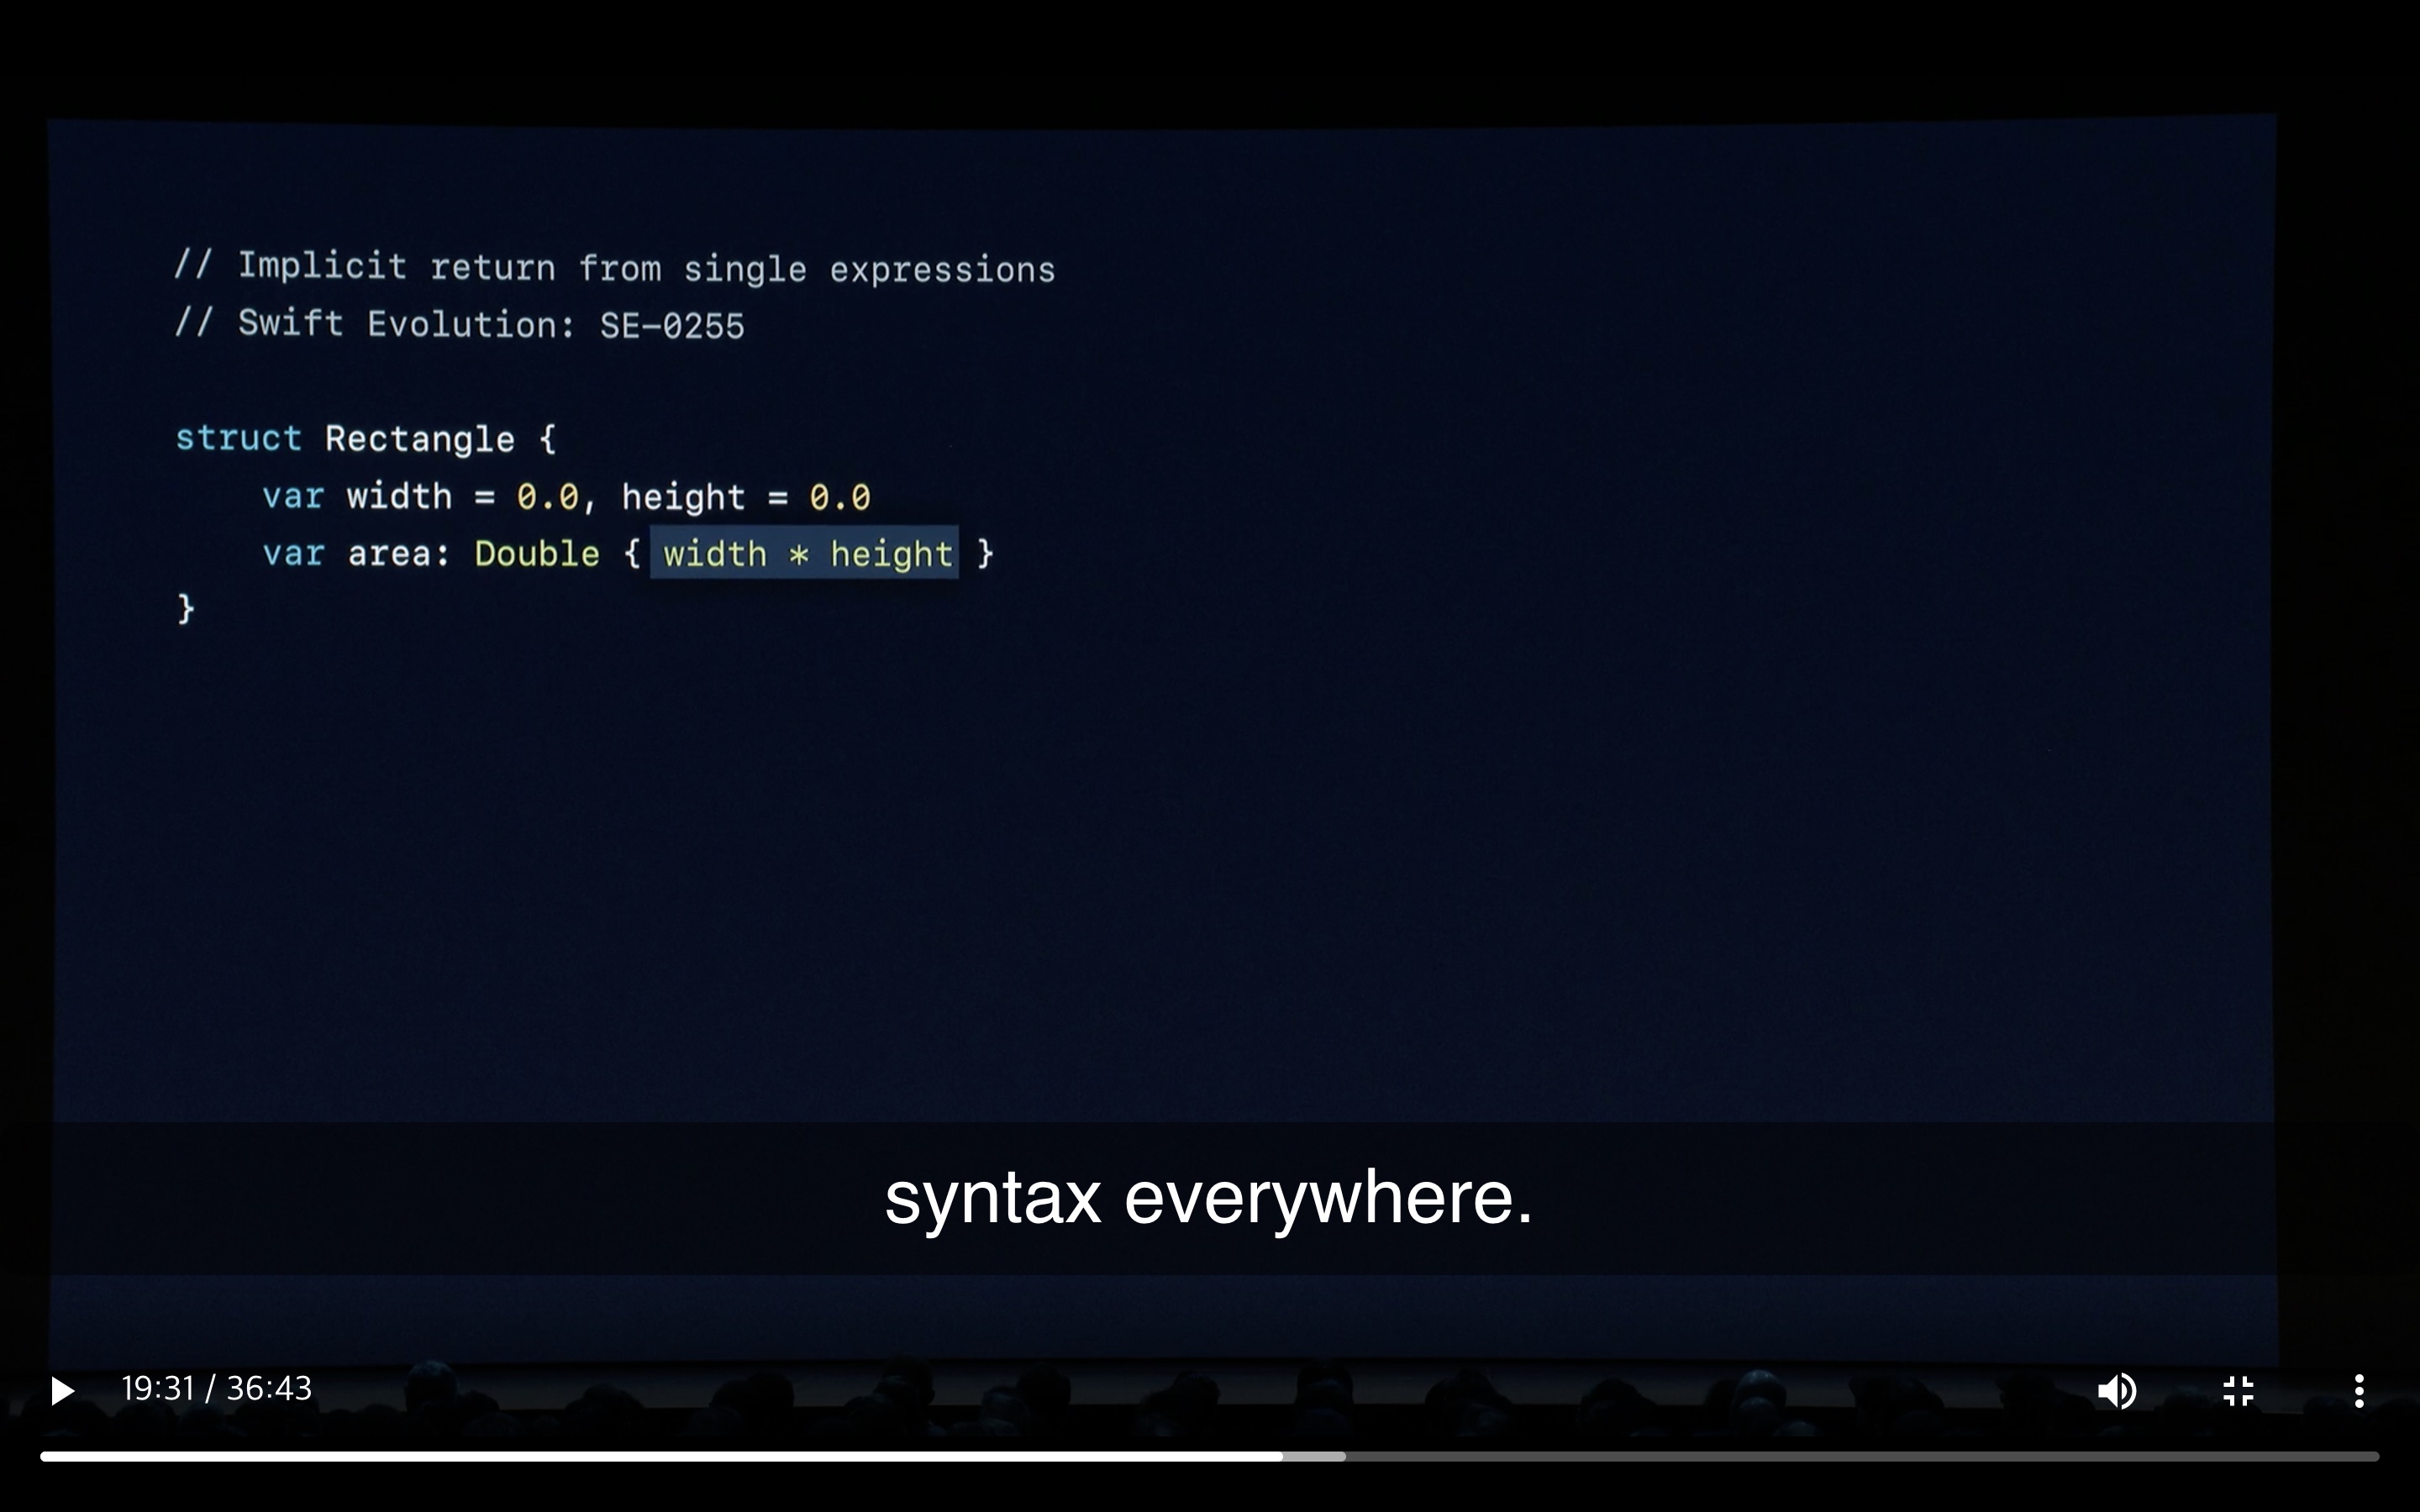 // Implicit return from single expressions
// Swift Evolution: SE-0255
struct Rectangle {
    var width = 0.0, height = 0.0
    var area: Double { width * height }
}
syntax everywhere.
19:31 / 36:43